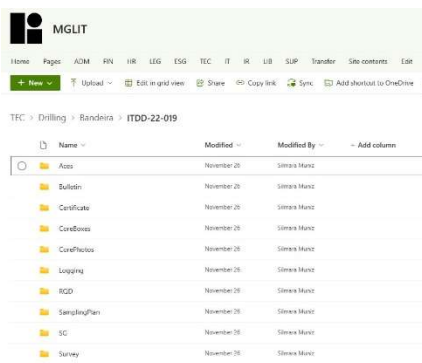 MGLIT
Home Pages ADM FIN HR LEG ESG TEC IT IR LIB SUP Transfer Site contents Edit
+ New Upload Edit in grid view Share Copy link Sync Add shortcut to OneDrive
TEC > Drilling > Bandeira > ITDD-22-019
Name Modified Modified By + Add column
Aces November 26 Silmara Muniz
Bulletin November 26 Silmara Muniz
Certificate November 26 Silmara Muniz
CoreBoxes November 26 Silmara Muniz
CorePhotos November 26 Silmara Muniz
Logging November 26 Silmara Muniz
RQD November 26 Silmara Muniz
SamplingPlan November 26 Silmara Muniz
SG November 26 Silmara Muniz
Survey November 26 Silmara Muniz